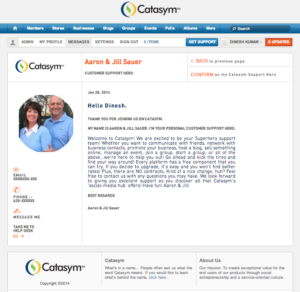 Catasym™
Members Stores Businesses Blogs Groups Events Polls Albums More Search
ADMIN MY PROFILE MESSAGES SETTINGS SIGN OUT 0 ITEMS GET SUPPORT DINESH KUMAR 0 UPDATES
Catasym™
Aaron & Jill Sauer
CUSTOMER SUPPORT HERO
<- BACK to previous page
CONFIRM as my Catasym Support Hero
Jan 28, 2014
Hello Dinesh,
THANK YOU FOR JOINING US ON CATASYM.
MY NAME IS AARON & JILL SAUER. I'M YOUR PERSONAL CUSTOMER SUPPORT HERO.
Welcome to Catasym! We are excited to be your Superhero support
team! Whether you want to communicate with friends, network with
business contacts, promote your business, host a blog, sell something
online, manage an event, join a group, start a group, or all of the
above...we're here to help you out! Go ahead and kick the tires and
find your way around! Every platform has a free component that you
can try. If you decide to upgrade, it's easy and you won't find better
rates! Plus, there are NO contracts. Kind of a nice change, huh? Feel
free to contact us with any questions you may have. We look forward
to giving you excellent support as you discover all that Catasym's
'social-media hub' offers! Have fun! Aaron & Jill
BEST REGARDS
Aaron & Jill Sauer
EMAIL
PHONE --
MESSAGE ME
TAKE ME TO
HELP DESK
GO
Catasym™
Copyright ©2014
Catasym
What's in a name... People often ask us what the
word Catasym means. If you would like to learn
what's behind the name, click here.
About Us
Our mission: To create exceptional value for the
end users of our products through social
entrepreneurship and a service-oriented culture.